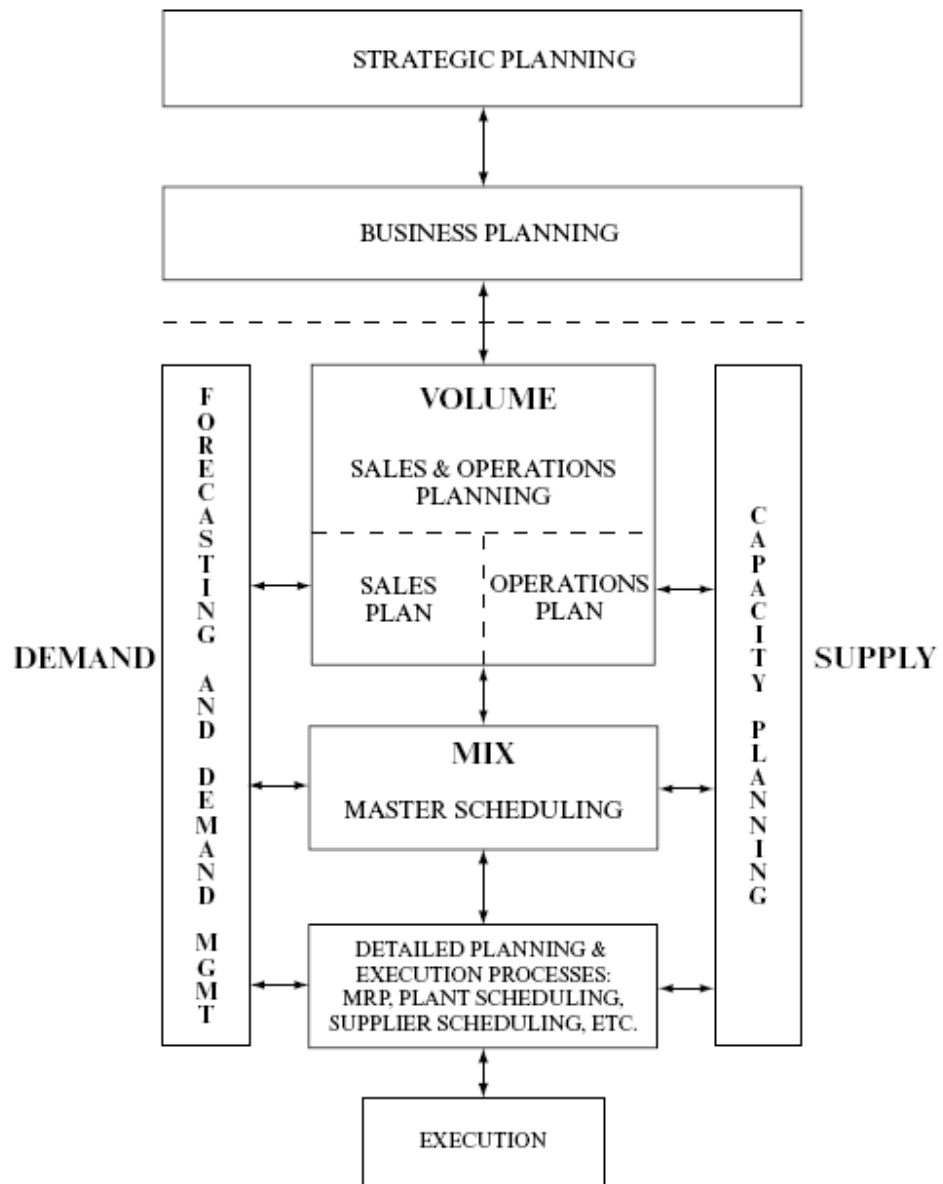 STRATEGIC PLANNING
BUSINESS PLANNING
VOLUME
SALES & OPERATIONS
PLANNING
SALES
PLAN
OPERATIONS
PLAN
DEMAND
FORECASTING AND DEMAND MGMT
CAPACITY PLANNING
SUPPLY
MIX
MASTER SCHEDULING
DETAILED PLANNING &
EXECUTION PROCESSES:
MRP, PLANT SCHEDULING,
SUPPLIER SCHEDULING, ETC.
EXECUTION